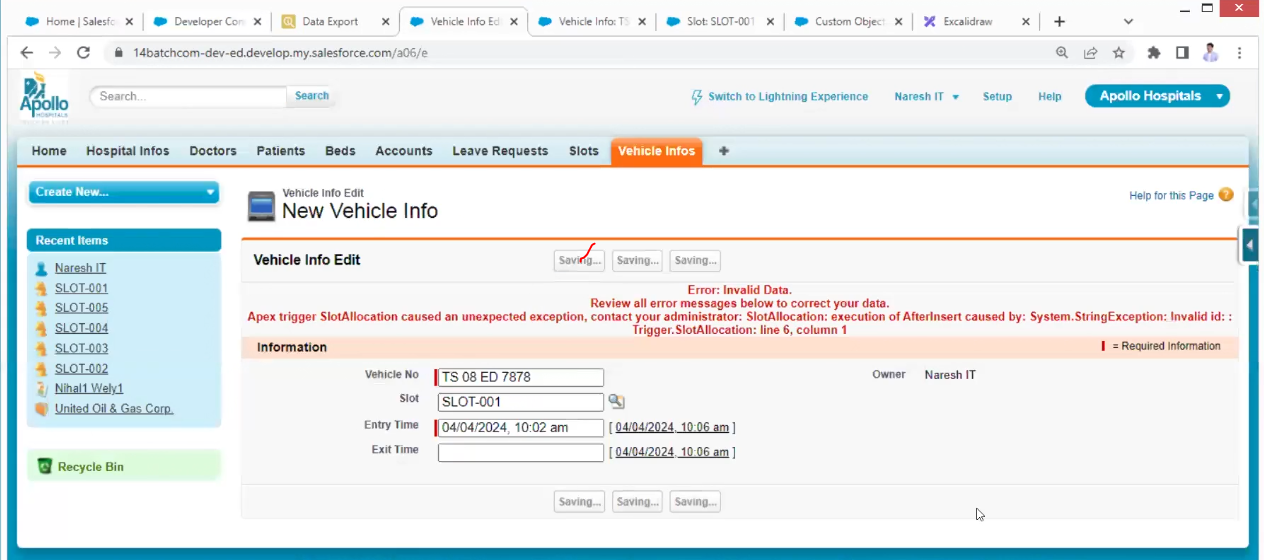 Home | Salesfo
Developer Con
Data Export
Vehicle Info Edi
Vehicle Info: TS
Slot: SLOT-001
Custom Object
Excalidraw
14batchcom-dev-ed.develop.my.salesforce.com/a06/e
Apollo
HOSPITALS
Search...
Search
Switch to Lightning Experience
Naresh IT
Setup
Help
Apollo Hospitals
Home
Hospital Infos
Doctors
Patients
Beds
Accounts
Leave Requests
Slots
Vehicle Infos
Create New...
Recent Items
Naresh IT
SLOT-001
SLOT-005
SLOT-004
SLOT-003
SLOT-002
Nihal1 Wely1
United Oil & Gas Corp.
Recycle Bin
Vehicle Info Edit
New Vehicle Info
Help for this Page
Vehicle Info Edit
Saving...
Saving...
Saving...
Error: Invalid Data.
Review all error messages below to correct your data.
Apex trigger SlotAllocation caused an unexpected exception, contact your administrator: SlotAllocation: execution of AfterInsert caused by: System.StringException: Invalid id: :
Trigger.SlotAllocation: line 6, column 1
Information
= Required Information
Vehicle No
TS 08 ED 7878
Owner
Naresh IT
Slot
SLOT-001
Entry Time
04/04/2024, 10:02 am
[ 04/04/2024, 10:06 am ]
Exit Time
[ 04/04/2024, 10:06 am ]
Saving...
Saving...
Saving...